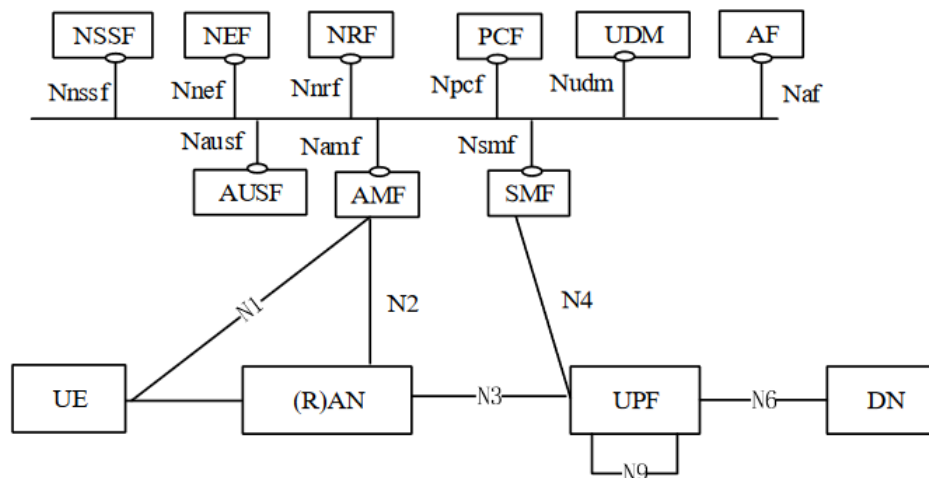 NSSF NEF NRF PCF UDM AF
Nnssf Nnef Nnrf Npcf Nudm Naf
Nausf Namf Nsmf
AUSF AMF SMF
N1 N2 N4
UE (R)AN N3 UPF N6 DN
N9